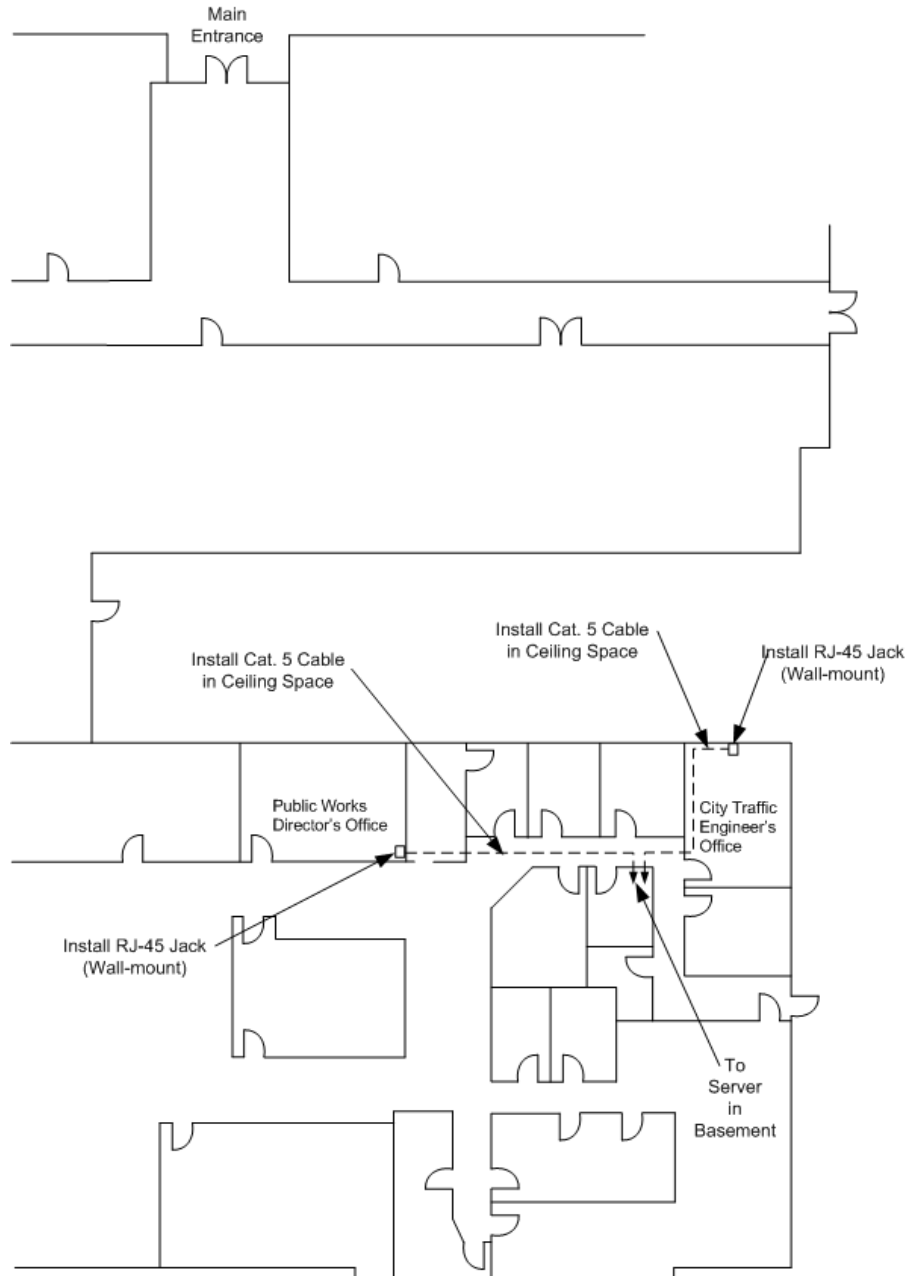 Main
Entrance
Install Cat. 5 Cable
in Ceiling Space
Install Cat. 5 Cable
in Ceiling Space
Install RJ-45 Jack
(Wall-mount)
Public Works
Director's Office
City Traffic
Engineer's
Office
Install RJ-45 Jack
(Wall-mount)
To
Server
in
Basement